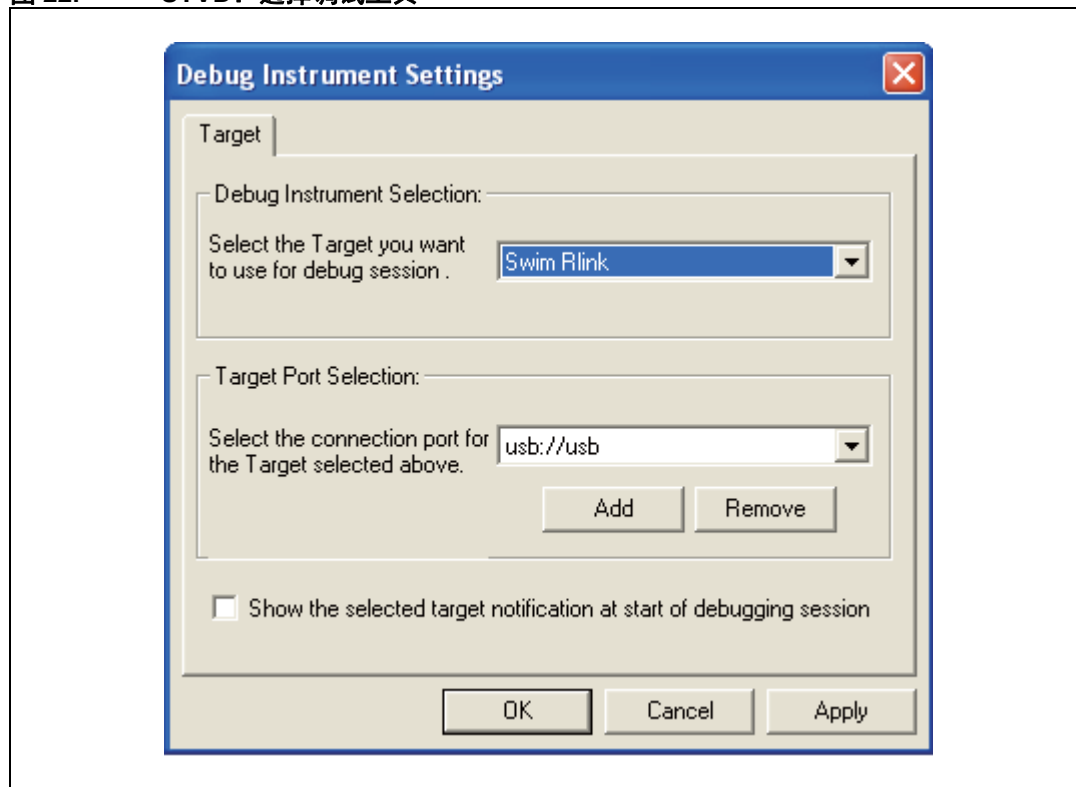 Debug Instrument Settings
Target
Debug Instrument Selection:
Select the Target you want
to use for debug session .
Swim Rlink
Target Port Selection:
Select the connection port for
the Target selected above.
usb://usb
Add
Remove
Show the selected target notification at start of debugging session
OK
Cancel
Apply